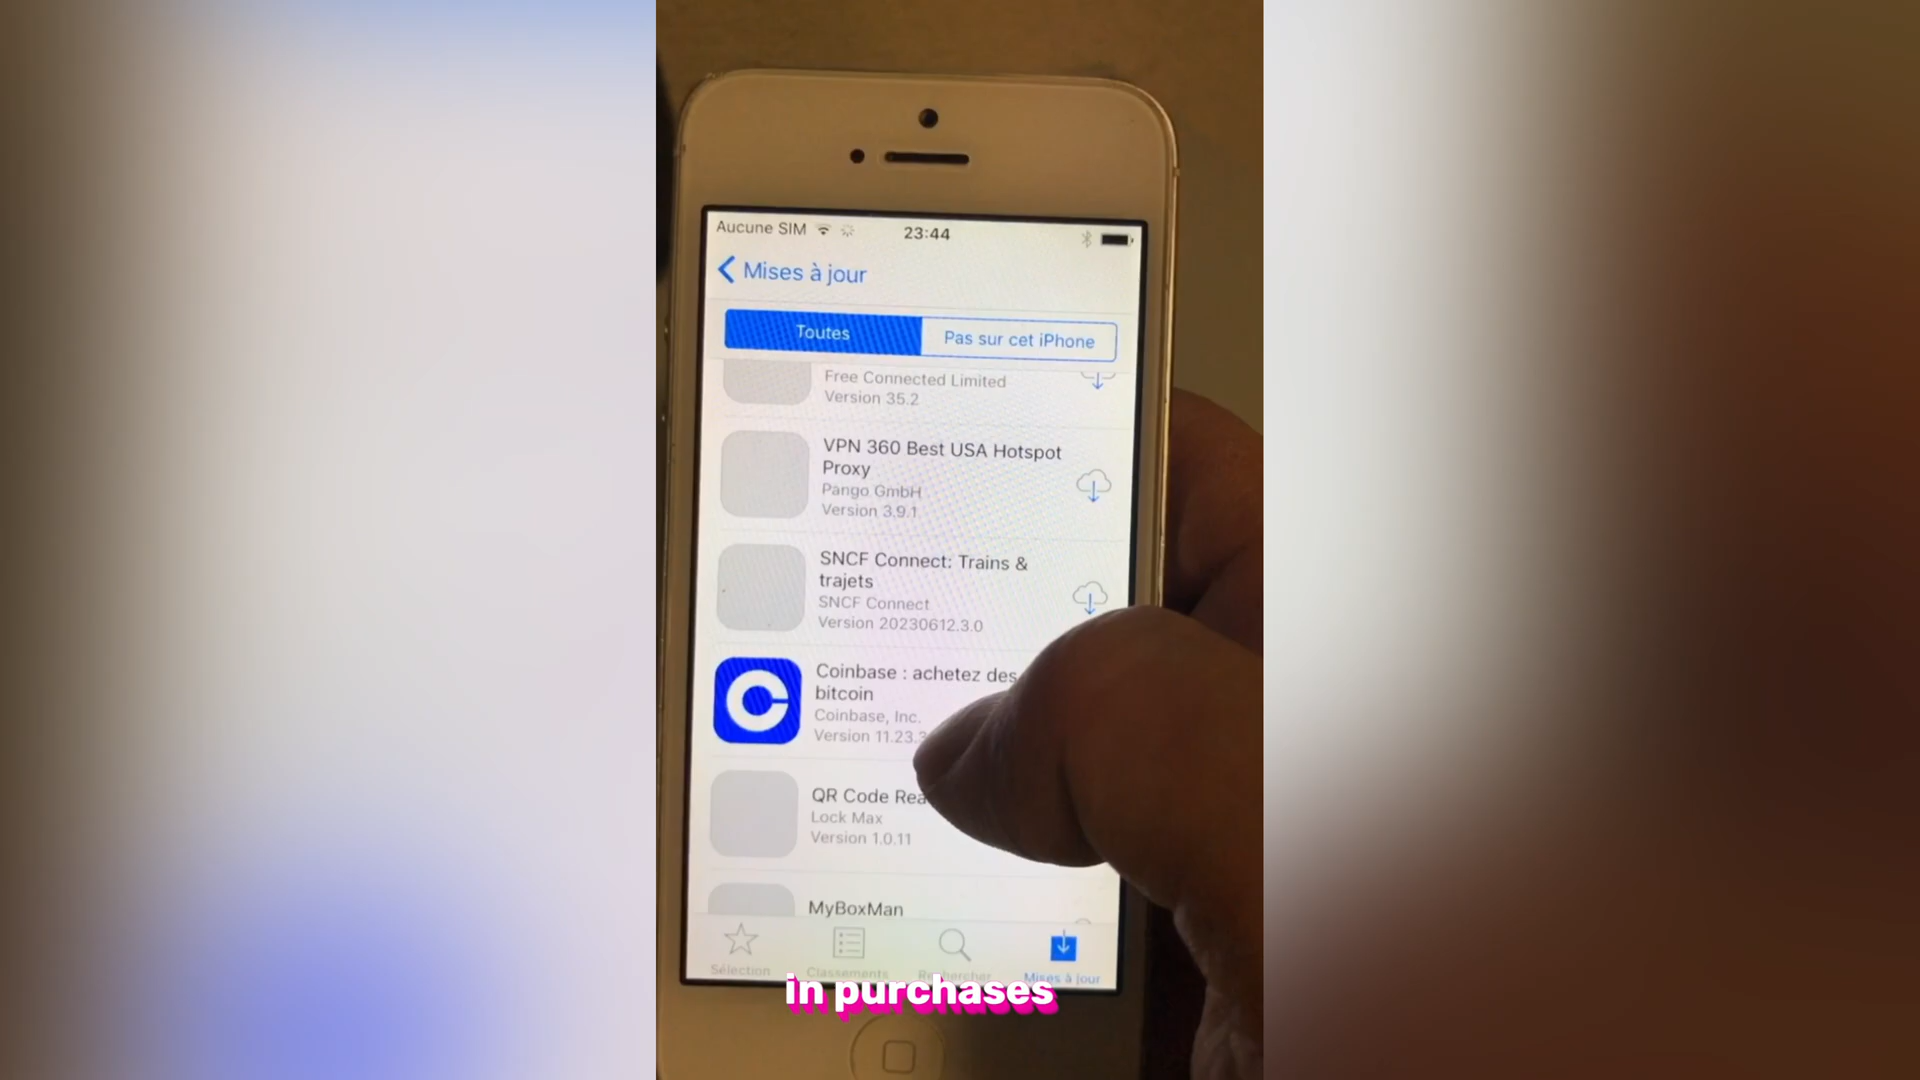 Aucune SIM 23:44
Mises à jour
Toutes Pas sur cet iPhone
Free Connected Limited
Version 35.2
VPN 360 Best USA Hotspot
Proxy
Pango GmbH
Version 3.9.1
SNCF Connect: Trains &
trajets
SNCF Connect
Version 20230612.3.0
Coinbase : achetez des
bitcoin
Coinbase, Inc.
Version 11.23.
QR Code Rea
Lock Max
Version 1.0.11
MyBoxMan
Sélection Classements Rechercher Mises à jour
in purchases